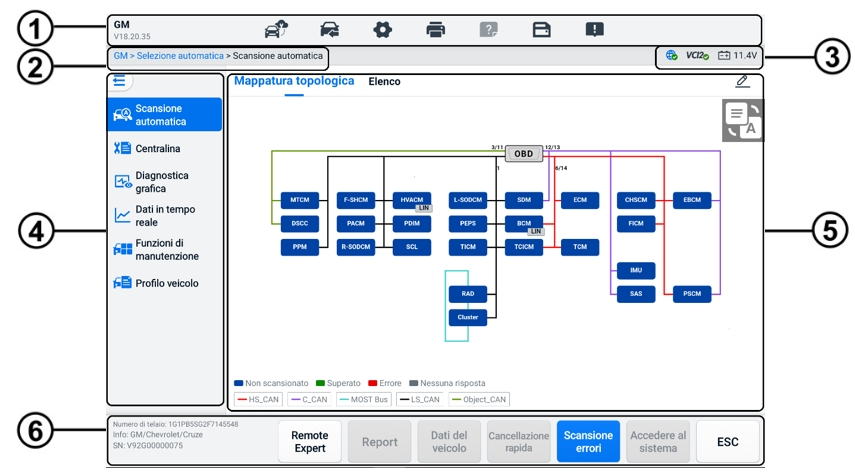 1
GM
V18.20.35
2
GM > Selezione automatica > Scansione automatica
3
VCI2
11.4V
4
Scansione
automatica
Centralina
Diagnostica
grafica
Dati in tempo
reale
Funzioni di
manutenzione
Profilo veicolo
5
Mappatura topologica
Elenco
A
3/11
OBD
12/13
1
6/14
MTCM
F-SHCM
HVACM
LIN
L-SODCM
SDM
ECM
CHSCM
EBCM
DSCC
PACM
PDIM
PEPS
BCM
LIN
FICM
PPM
R-SODCM
SCL
TICM
TCICM
TCM
IMU
RAD
SAS
PSCM
Cluster
Non scansionato
Superato
Errore
Nessuna risposta
HS_CAN
C_CAN
MOST Bus
LS_CAN
Object_CAN
6
Numero di telaio: 1G1PB5SG2F7145548
Info: GM/Chevrolet/Cruze
SN: V92G00000075
Remote
Expert
Report
Dati del
veicolo
Cancellazione
rapida
Scansione
errori
Accedere al
sistema
ESC